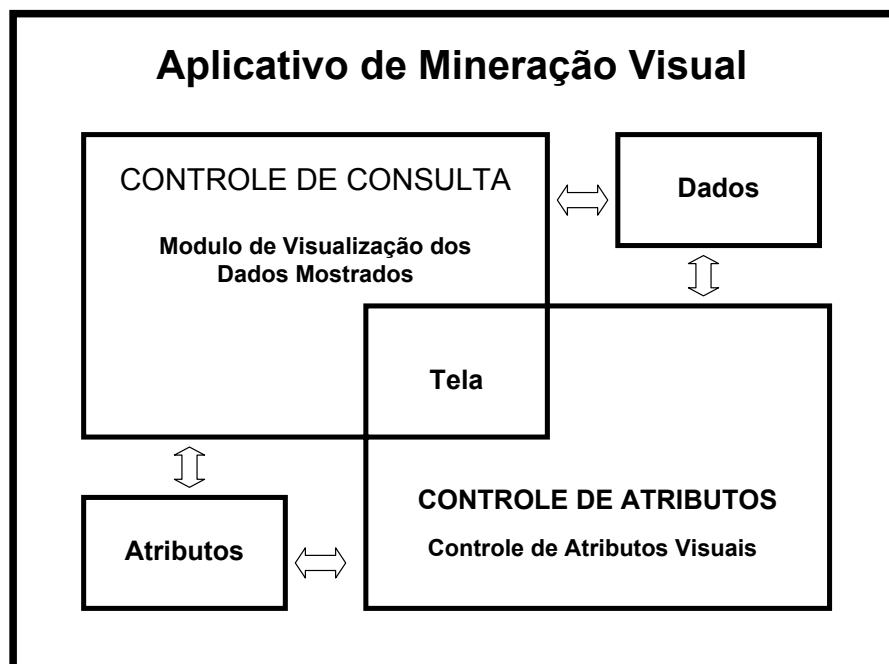 Aplicativo de Mineração Visual
CONTROLE DE CONSULTA
Modulo de Visualização dos
Dados Mostrados
Dados
Tela
CONTROLE DE ATRIBUTOS
Controle de Atributos Visuais
Atributos